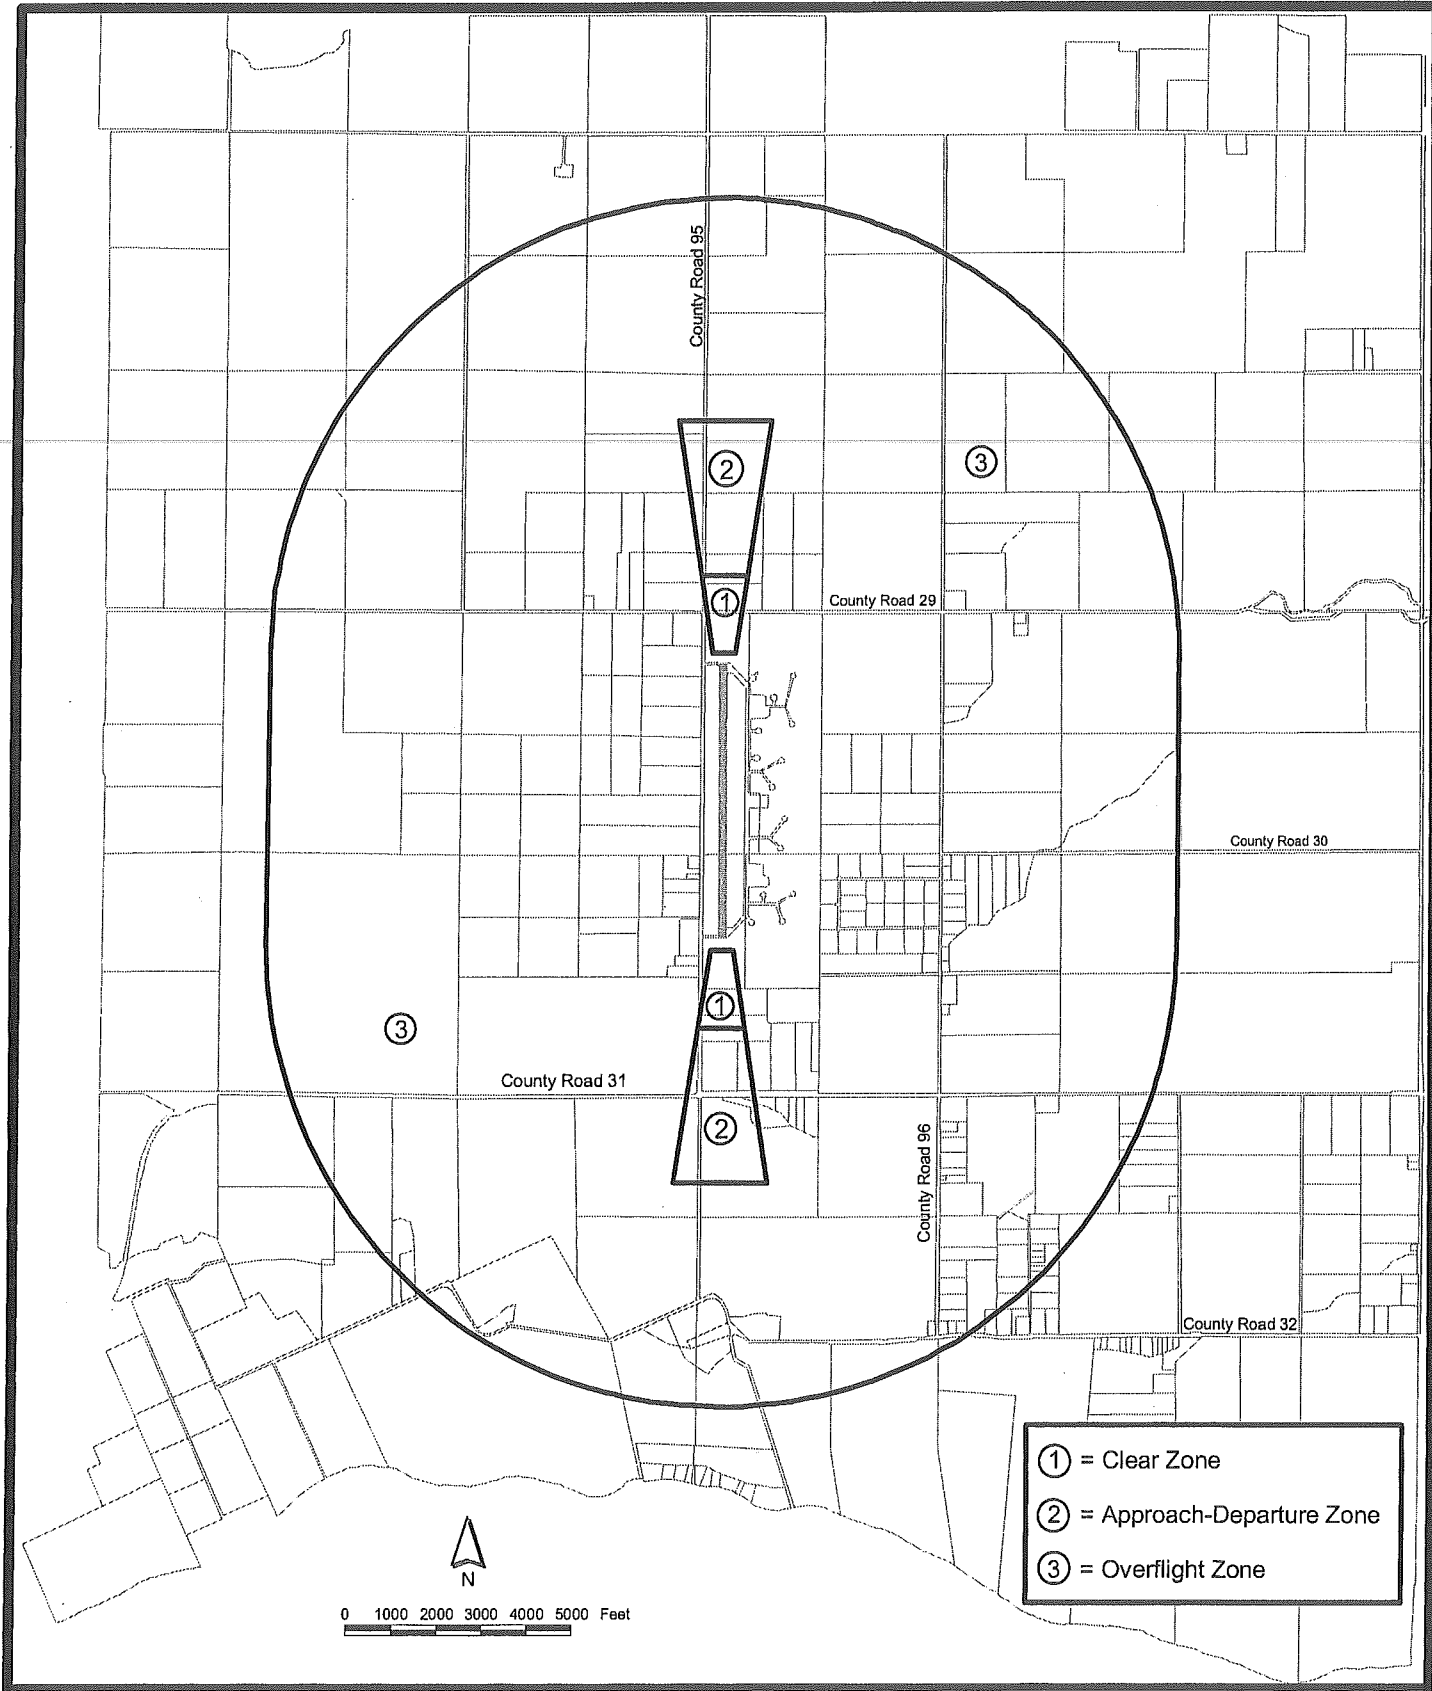 County Road 95
2
3
1
County Road 29
County Road 30
1
3
County Road 31
2
County Road 96
County Road 32
1 = Clear Zone
2 = Approach-Departure Zone
3 = Overflight Zone
N
0 1000 2000 3000 4000 5000 Feet